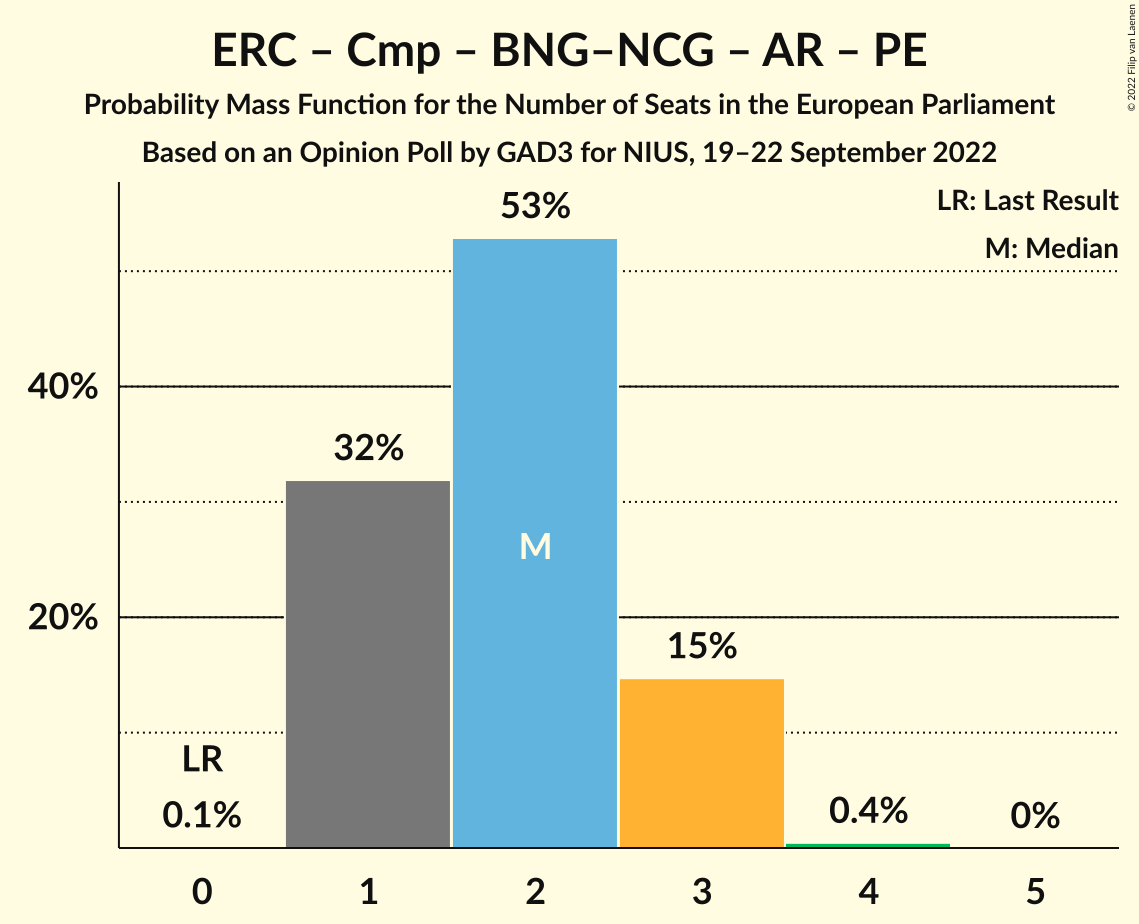 ERC – Cmp – BNG–NCG – AR – PE
Probability Mass Function for the Number of Seats in the European Parliament
Based on an Opinion Poll by GAD3 for NIUS, 19–22 September 2022
© 2022 Filip van Laenen
LR: Last Result
M: Median
53%
40%
32%
M
20%
15%
LR
0.1%
0.4%
0%
0 1 2 3 4 5